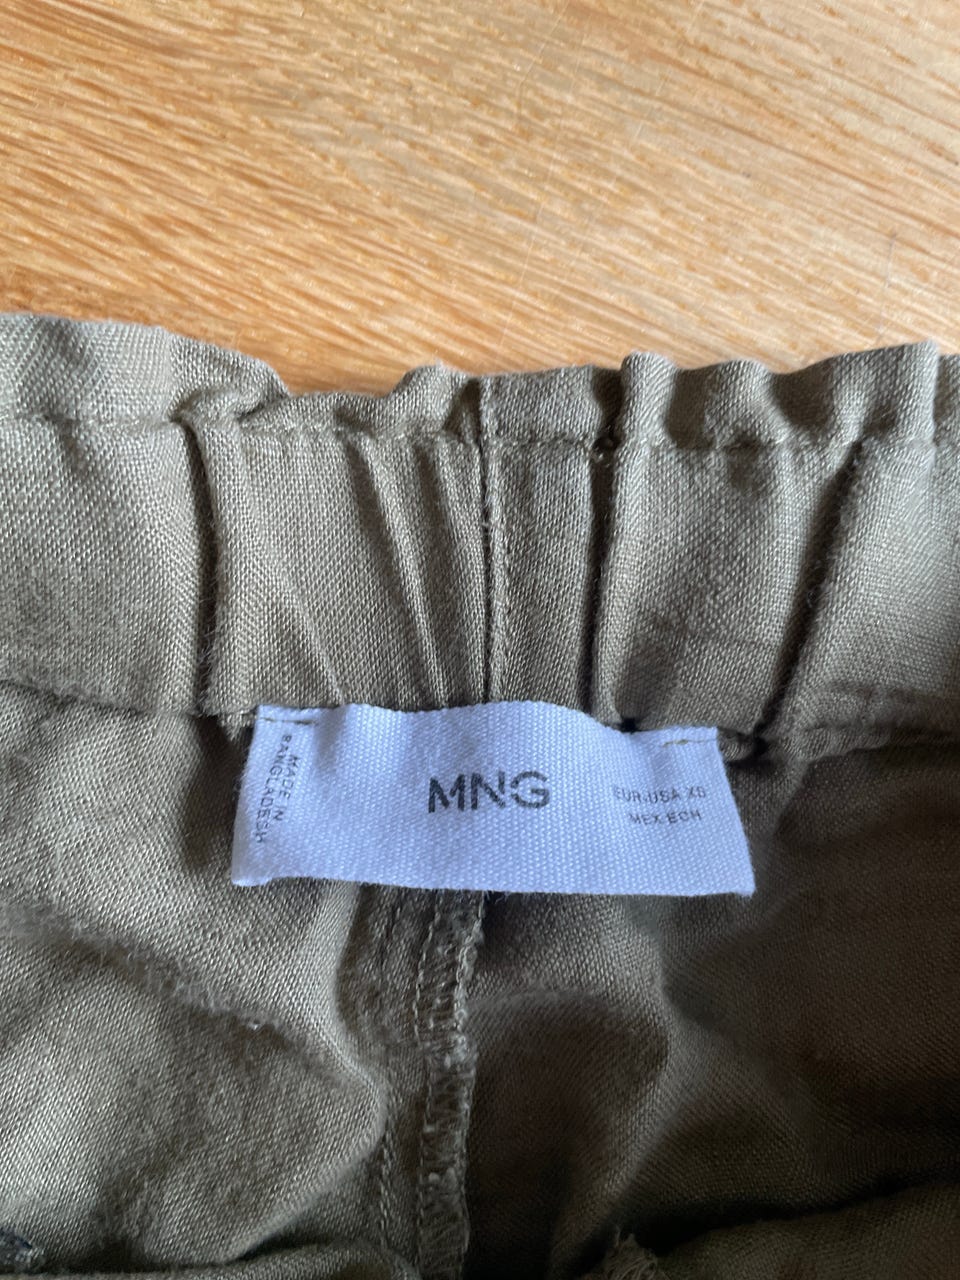 MADE IN
BANGLADESH
MNG
EUR-USA XS
MEX ECH